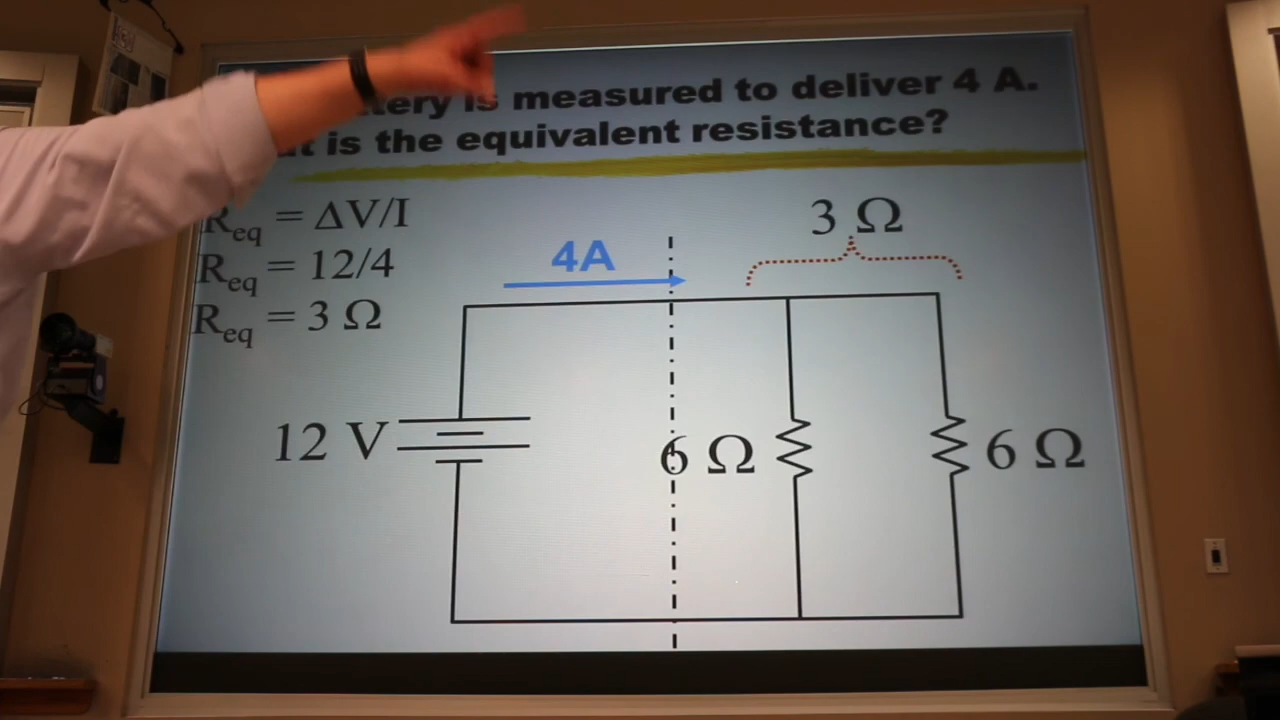 is measured to deliver 4 A.
is the equivalent resistance?
Req = ΔV/I
Req = 12/4
Req = 3 Ω
4A
3 Ω
12 V
6 Ω
6 Ω